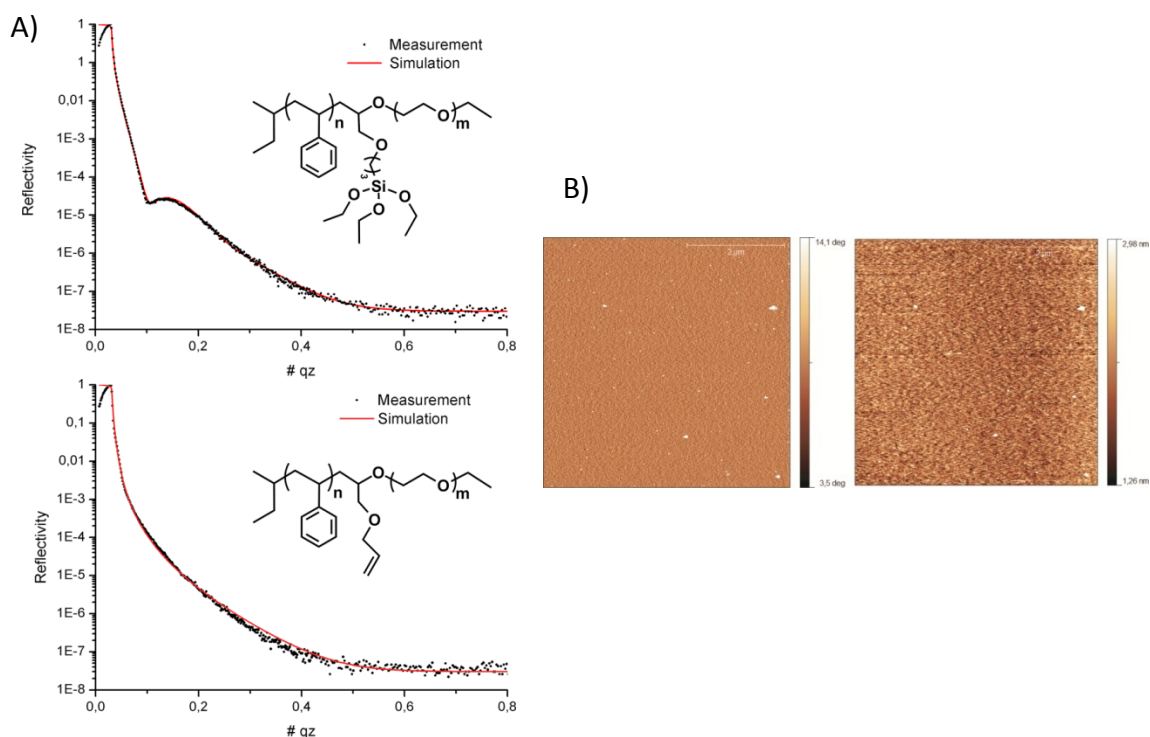 A)
1
Measurement
Simulation
0,1
0,01
1E-3
1E-4
1E-5
1E-6
1E-7
1E-8
Reflectivity
n
O
O
m
O
3
Si
O
O
O
0,0
0,2
0,4
0,6
0,8
# qz
1
Measurement
Simulation
0.1
0,01
1E-3
1E-4
1E-5
1E-6
1E-7
1E-8
Reflectivity
n
O
O
m
O
0,0
0,2
0,4
0,6
0,8
# qz
B)
14,1 deg
3,5 deg
2,98 nm
1,26 nm